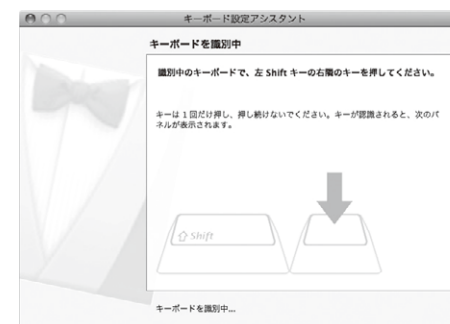 キーボード設定アシスタント
キーボードを識別中
識別中のキーボードで、左 Shift キーの右隣のキーを押してください。
キーは 1 回だけ押し、押し続けないでください。キーが認識されると、次のパ
ネルが表示されます。
⇧ Shift
キーボードを識別中...